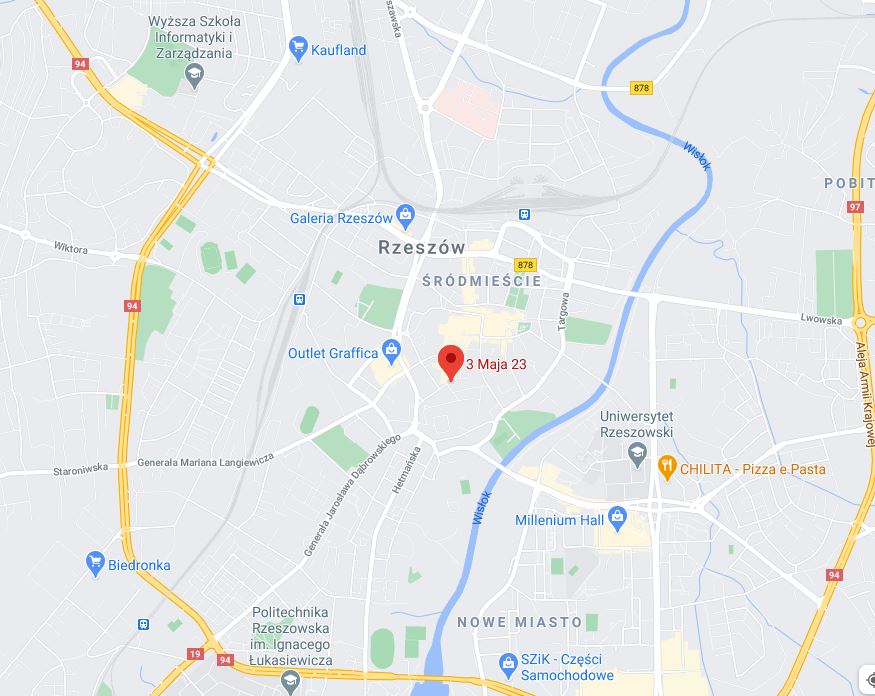 Wyższa Szkoła
Informatyki i
Zarządzania
szawska
Kaufland
94
878
Wisłok
POBIT
97
Galeria Rzeszów
Rzeszów
Wiktora
878
ŚRÓDMIEŚCIE
94
Targowa
Lwowska
Outlet Graffica
3 Maja 23
Aleja Armii Krajowej
Uniwersytet
Rzeszowski
Staroniwska
Generała Mariana Langiewicza
Generała Jarosława Dąbrowskiego
Hetmańska
CHILITA - Pizza e Pasta
Wisłok
Millenium Hall
Biedronka
94
Politechnika
Rzeszowska
im. Ignacego
Łukasiewicza
NOWE MIASTO
19
94
SZiK - Części
Samochodowe